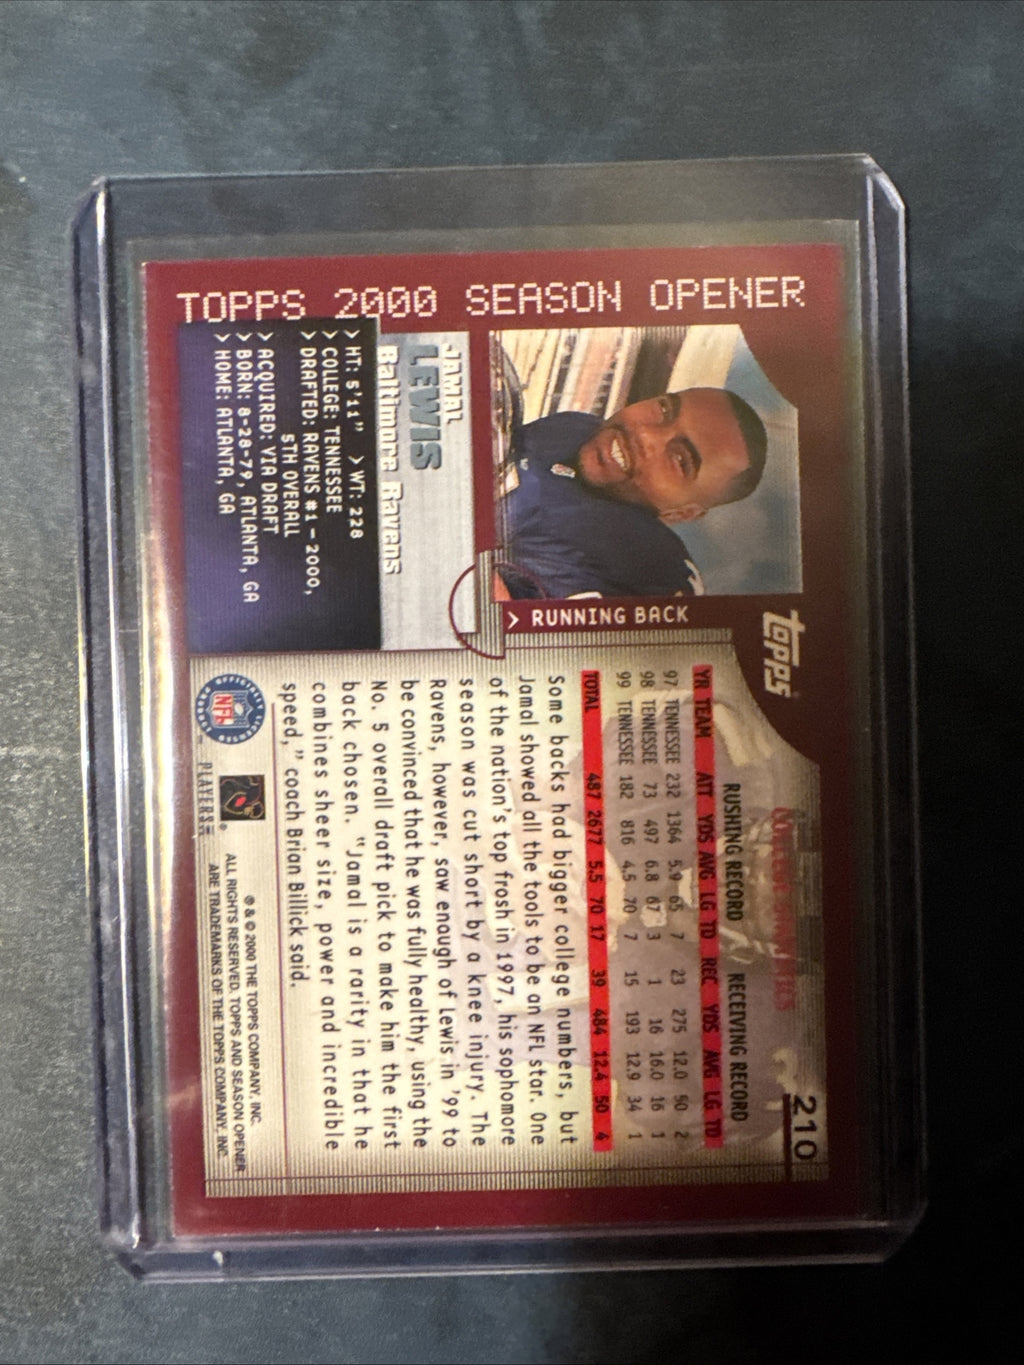 TOPPS 2000 SEASON OPENER
topps
210
> RUNNING BACK
JAMAL
LEWIS
Baltimore Ravens
> HT: 5'11" > WT: 228
> COLLEGE: TENNESSEE
> DRAFTED: RAVENS #1 – 2000,
5TH OVERALL
> ACQUIRED: VIA DRAFT
> BORN: 8-28-79, ATLANTA, GA
> HOME: ATLANTA, GA
RUSHING RECORD RECEIVING RECORD
YR TEAM ATT YDS AVG LG TD REC YDS AVG LG TD
97 TENNESSEE 232 1364 5.9 65 7 23 275 12.0 50 2
98 TENNESSEE 73 497 6.8 67 3 1 16 16.0 16 1
99 TENNESSEE 182 816 4.5 70 7 15 193 12.9 34 1
TOTAL 487 2677 5.5 70 17 39 484 12.4 50 4
Some backs had bigger college numbers, but
Jamal showed all the tools to be an NFL star. One
of the nation's top frosh in 1997, his sophomore
season was cut short by a knee injury. The
Ravens, however, saw enough of Lewis in '99 to
be convinced that he was fully healthy, using the
No. 5 overall draft pick to make him the first
back chosen. "Jamal is a rarity in that he
combines sheer size, power and incredible
speed," coach Brian Billick said.
NFL
PLAYERS
® & © 2000 THE TOPPS COMPANY, INC.
ALL RIGHTS RESERVED. TOPPS AND SEASON OPENER
ARE TRADEMARKS OF THE TOPPS COMPANY, INC.